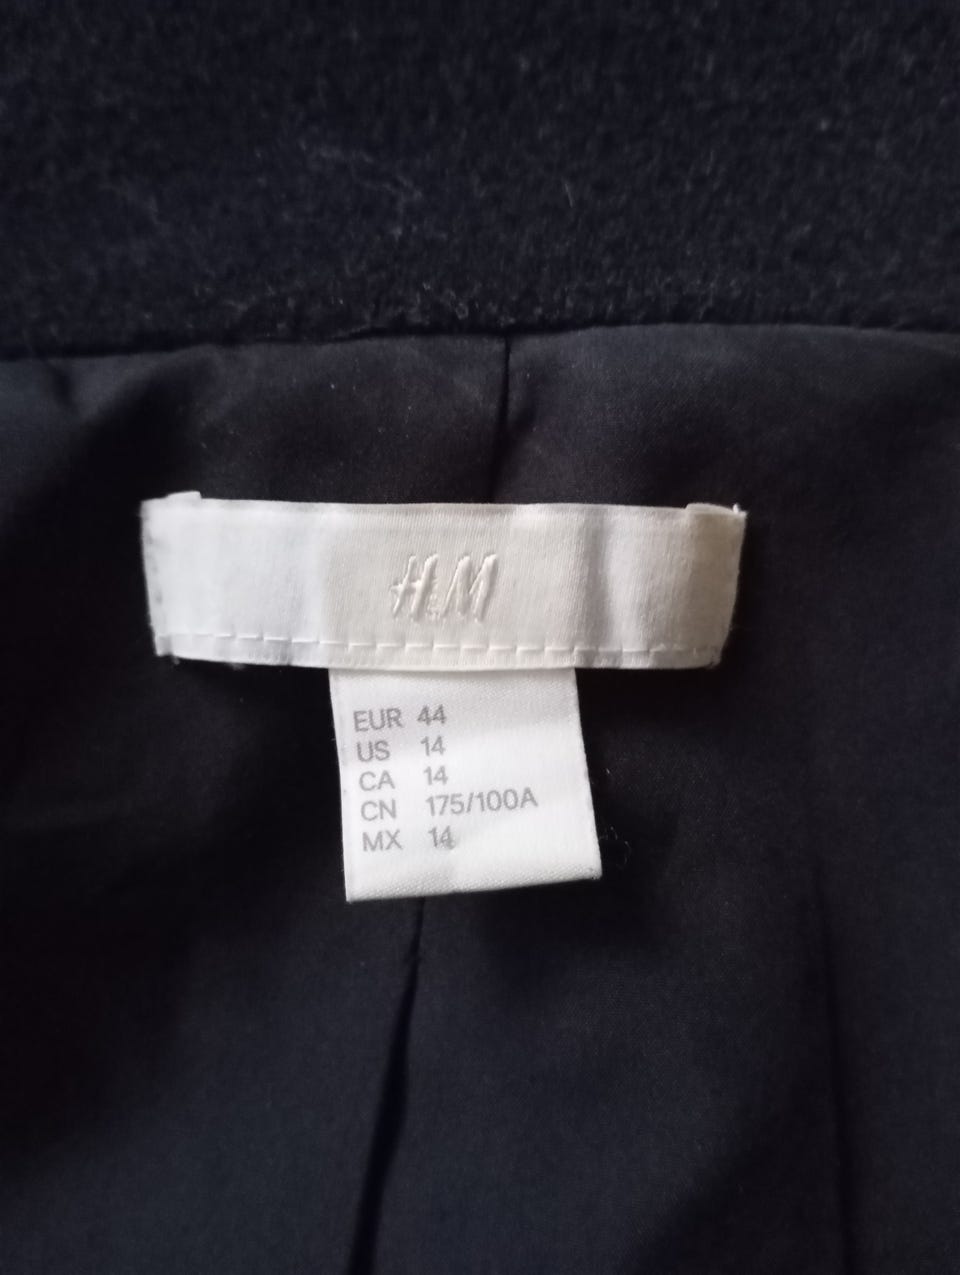 H&M
EUR 44
US 14
CA 14
CN 175/100A
MX 14